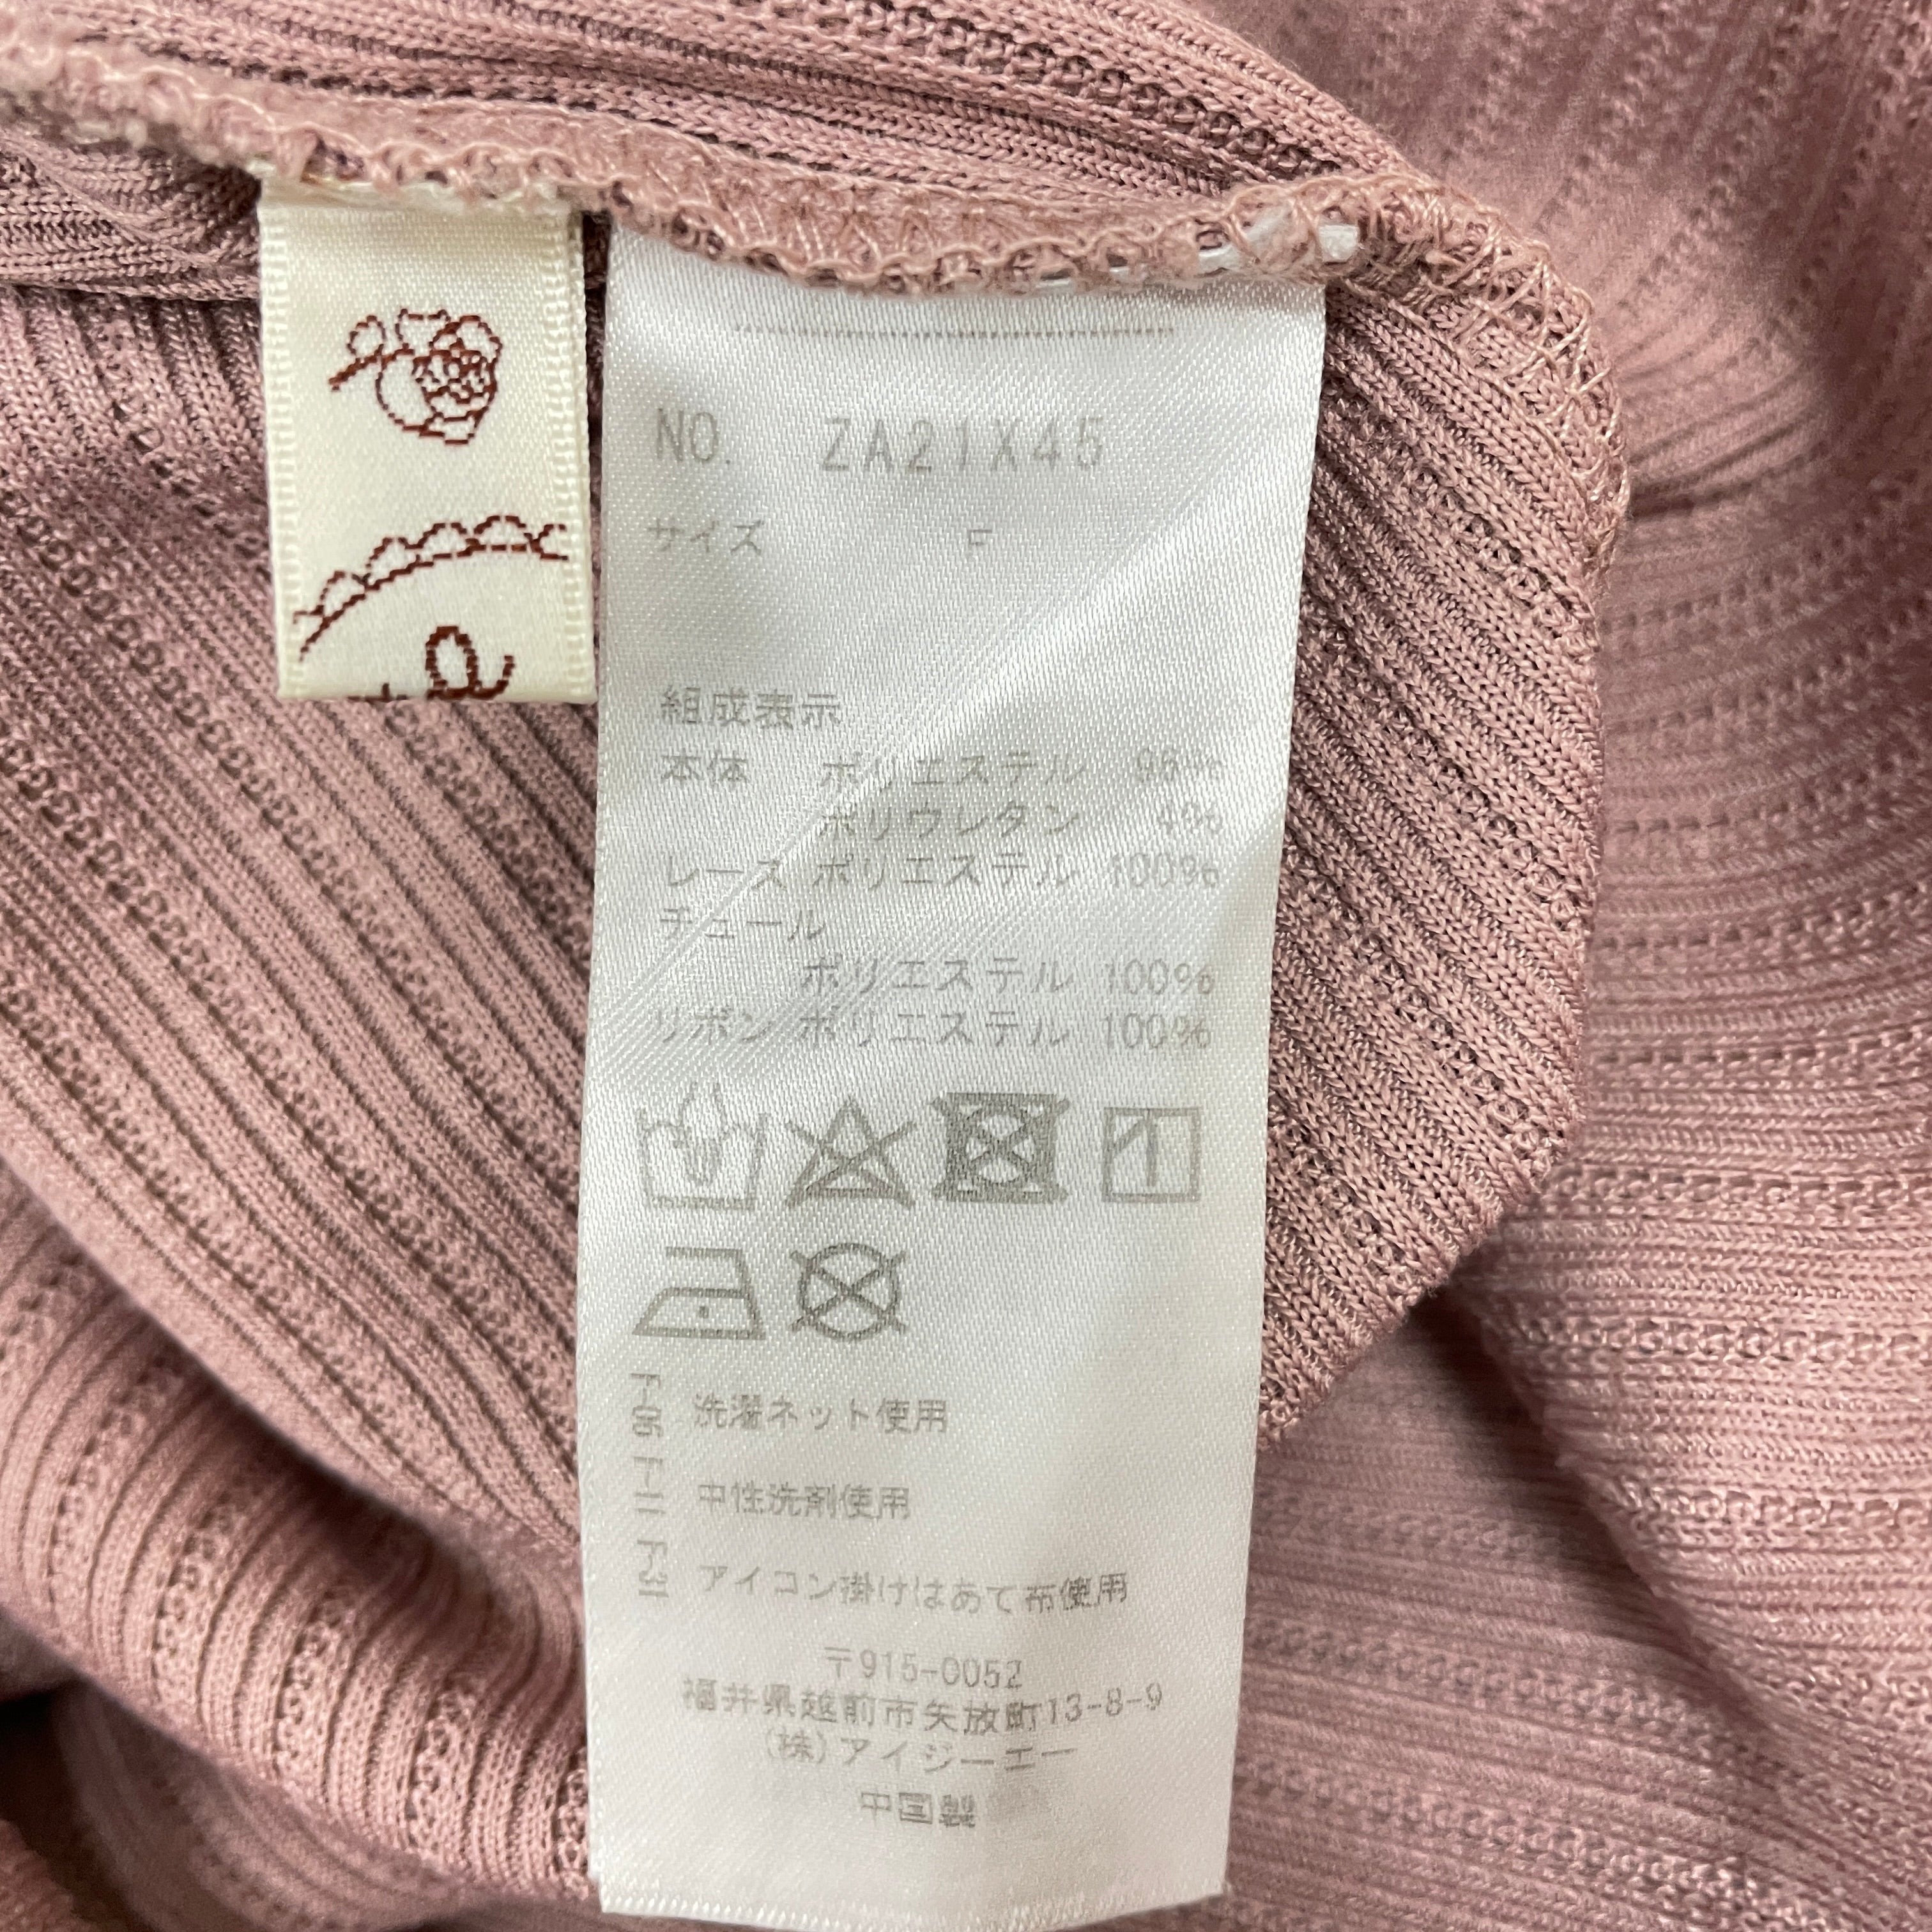 NO. ZA21X45
サイズ F
組成表示
本体 ポリエステル 96%
ポリウレタン 4%
レース ポリエステル 100%
チュール
ポリエステル 100%
リボン ポリエステル 100%
洗濯ネット使用
中性洗剤使用
アイロン掛けはあて布使用
F-06 F-11 F-31
〒915-0052
福井県越前市矢放町13-8-9
(株)アイジーエー
中国製